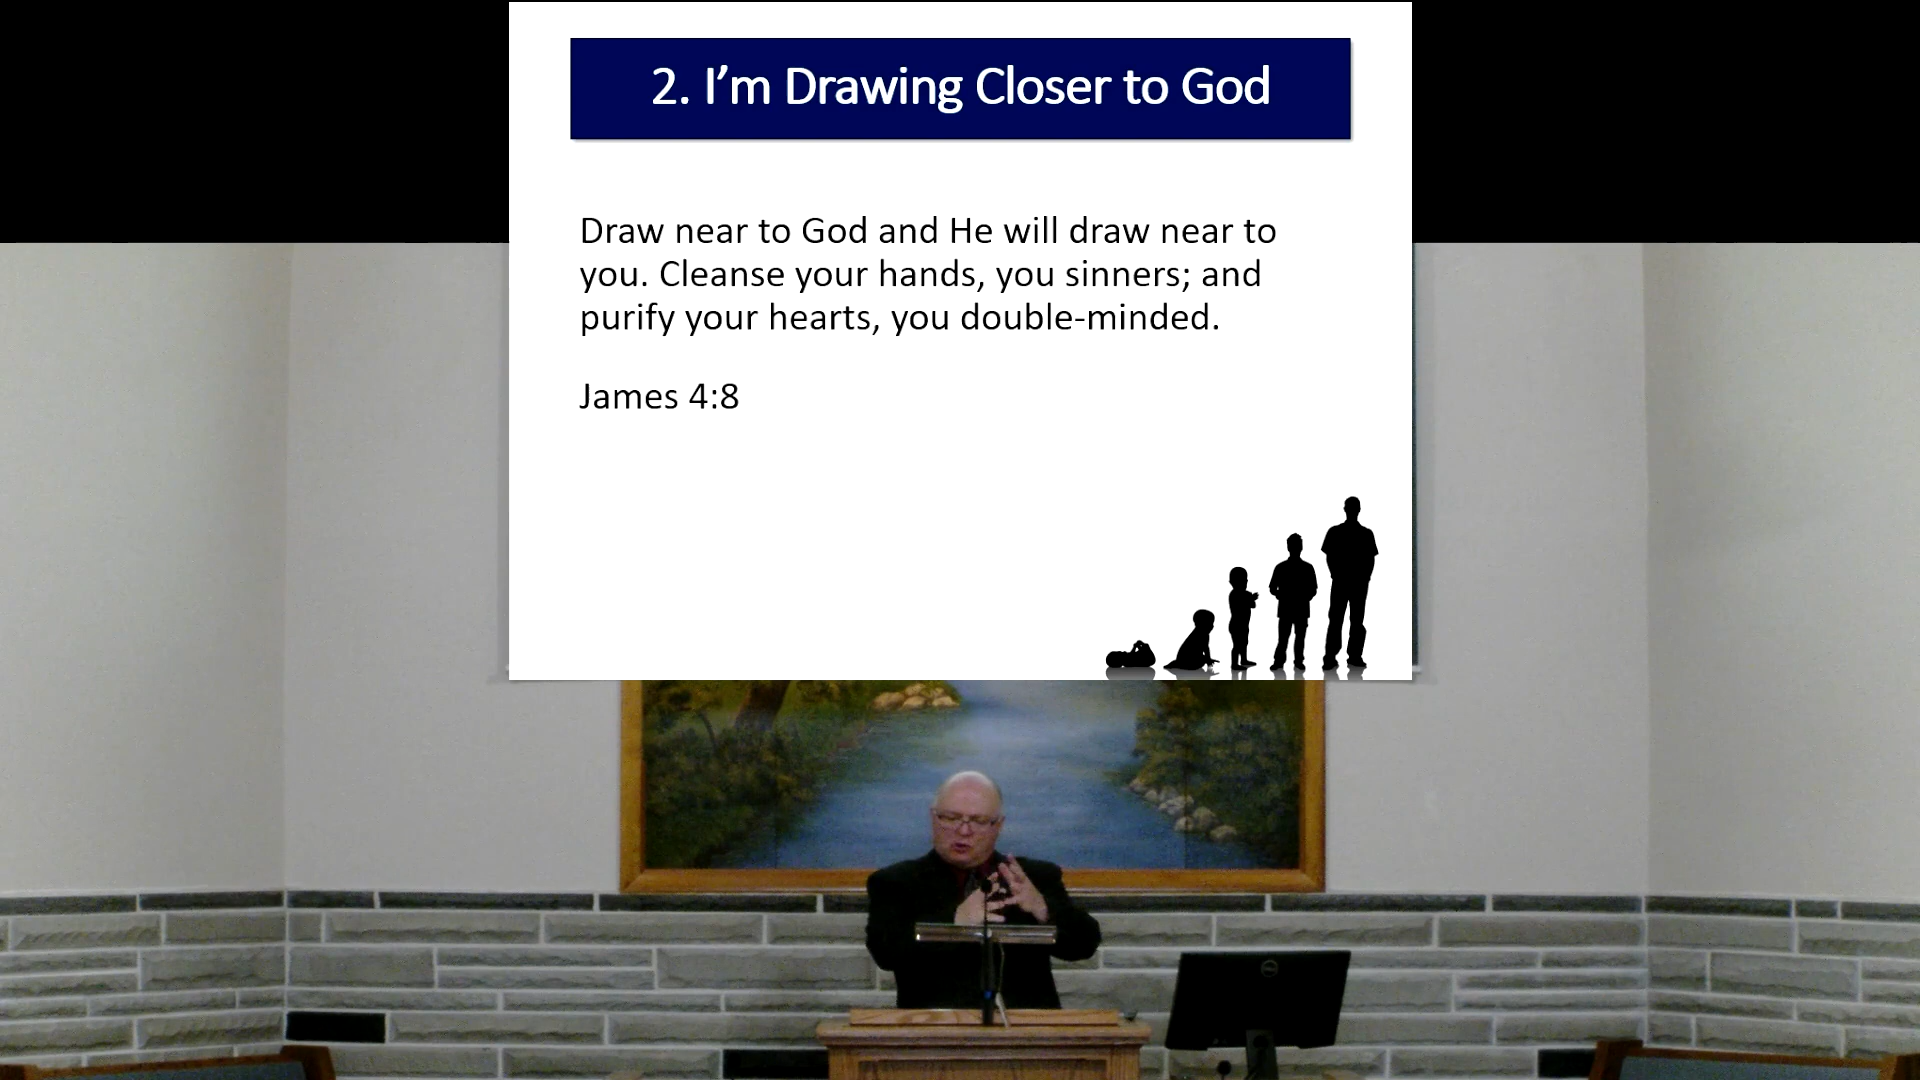 2. I'm Drawing Closer to God
Draw near to God and He will draw near to
you. Cleanse your hands, you sinners; and
purify your hearts, you double-minded.
James 4:8
DELL